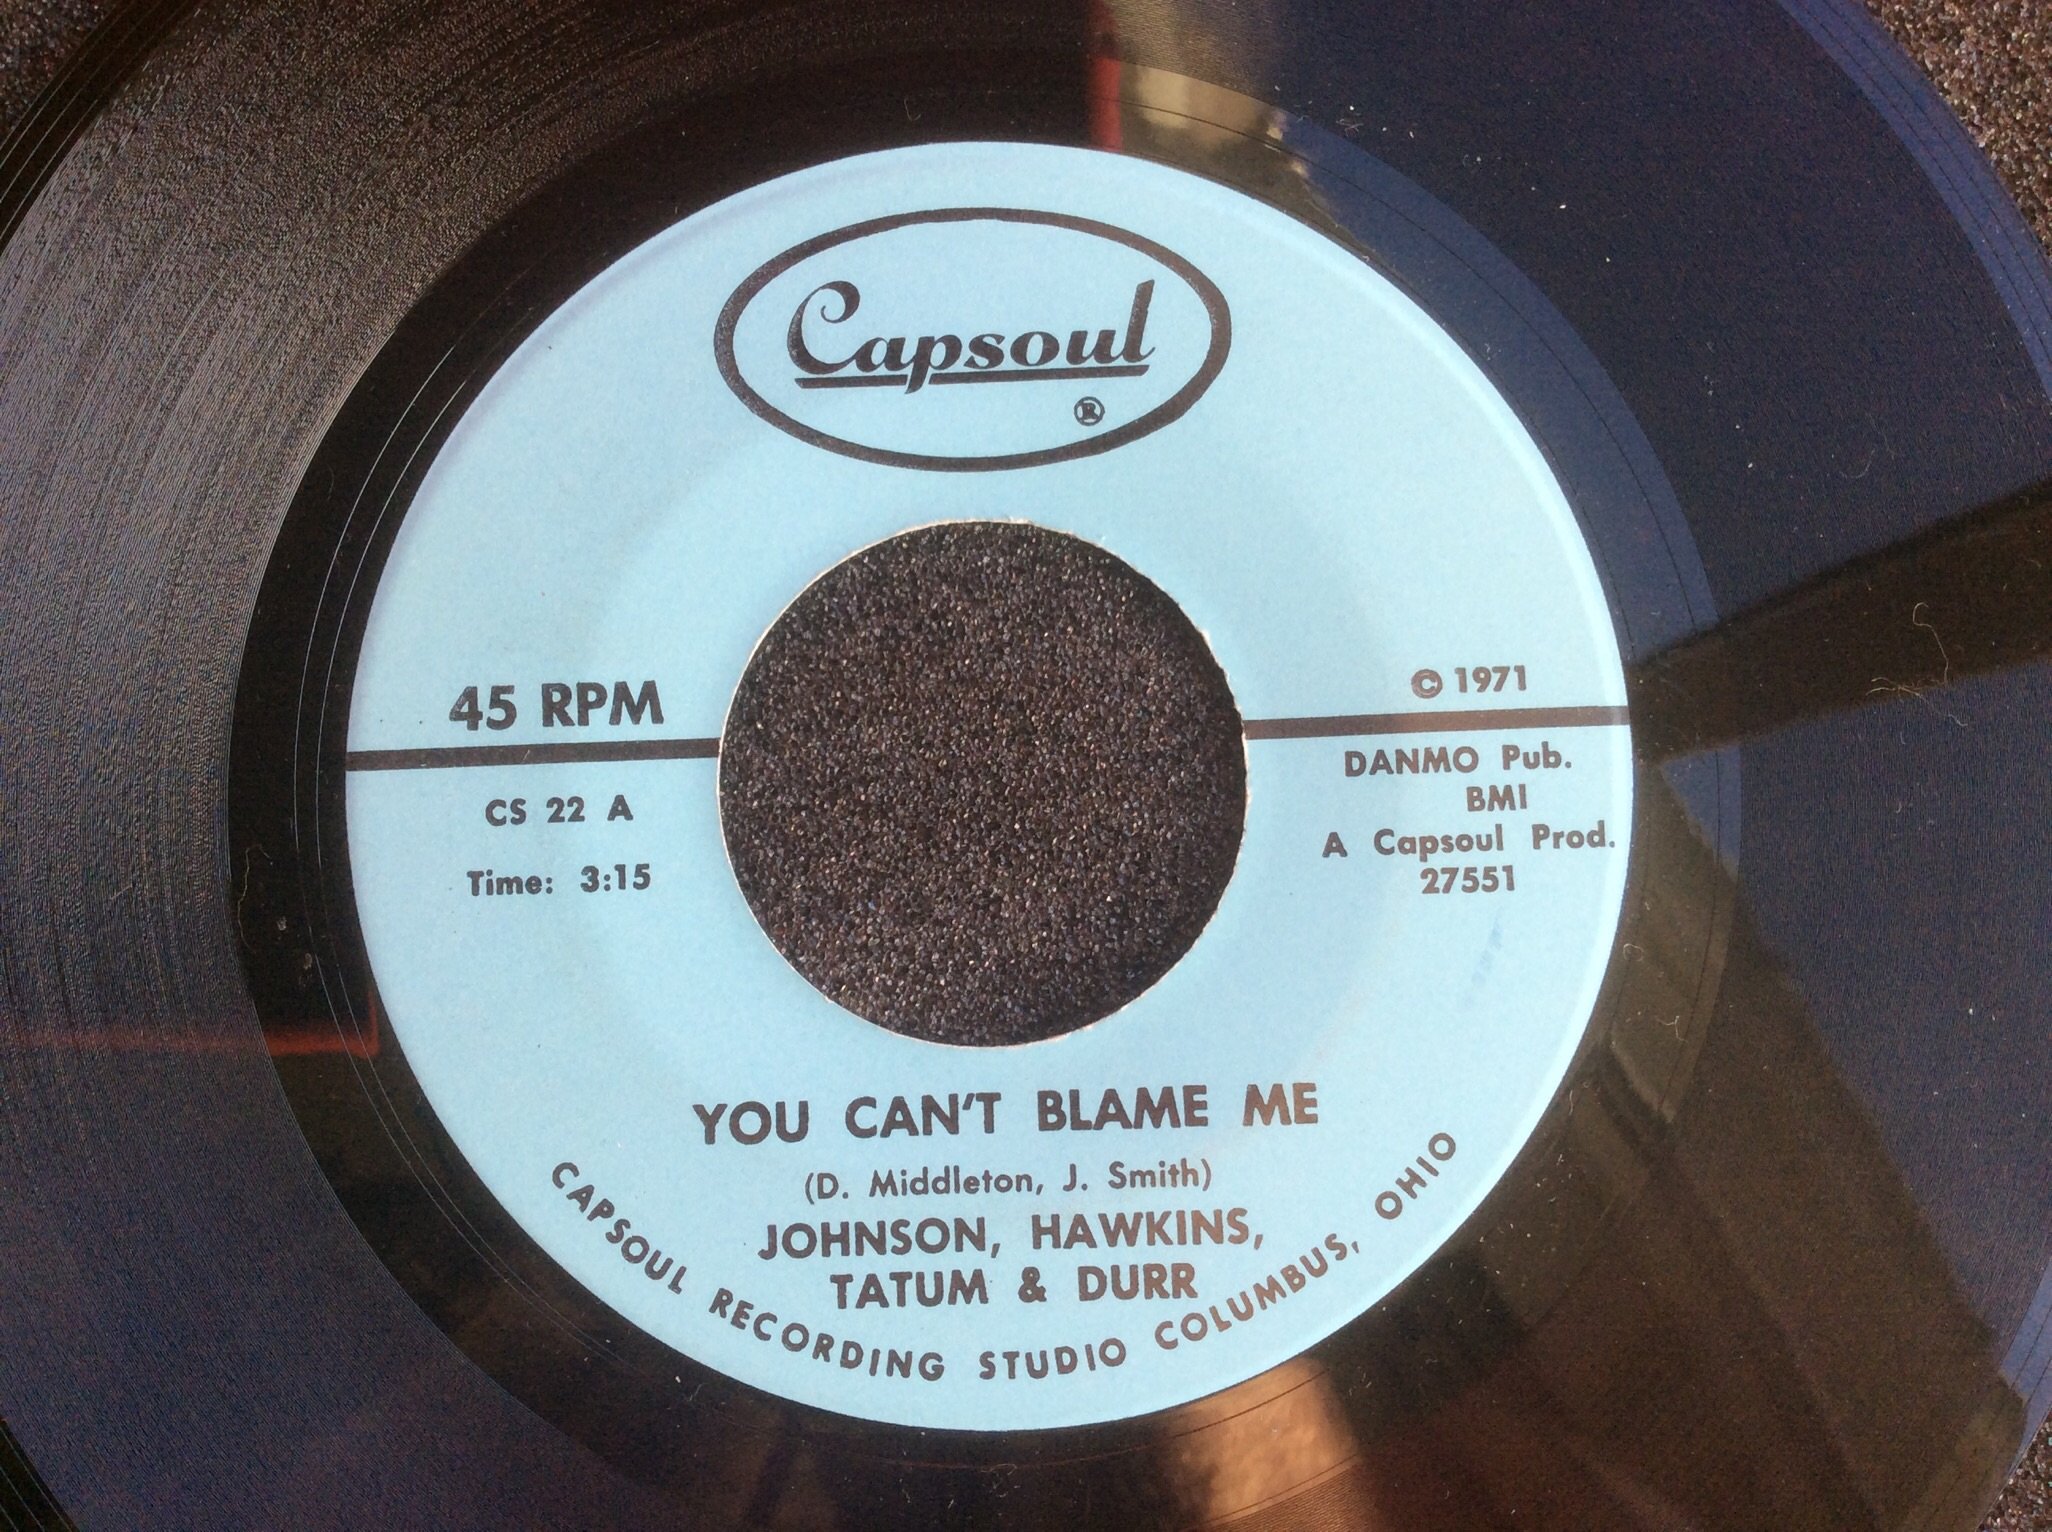 Capsoul
®
45 RPM
© 1971
CS 22 A
Time: 3:15
DANMO Pub.
BMI
A Capsoul Prod.
27551
YOU CAN'T BLAME ME
(D. Middleton, J. Smith)
JOHNSON, HAWKINS,
TATUM & DURR
CAPSOUL RECORDING STUDIO COLUMBUS, OHIO